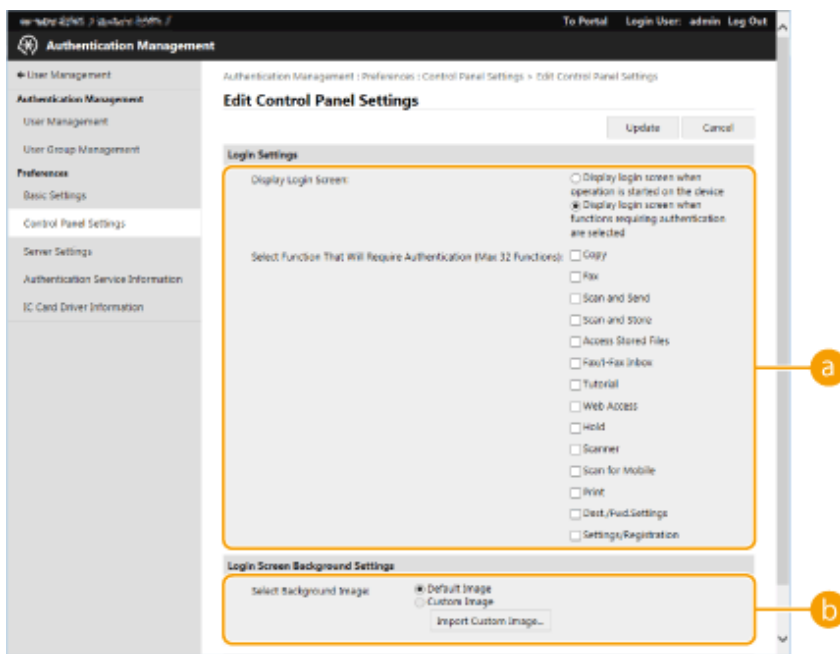 To Portal Login User: admin Log Out
Authentication Management
User Management
Authentication Management : Preferences : Control Panel Settings > Edit Control Panel Settings
Authentication Management
Edit Control Panel Settings
User Management
Update Cancel
User Group Management
Login Settings
Preferences
Display Login Screen:
Display login screen when
operation is started on the device
Basic Settings
Display login screen when
functions requiring authentication
are selected
Control Panel Settings
Server Settings
Select Function That Will Require Authentication (Max 32 Functions):
Copy
Authentication Service Information
Fax
IC Card Driver Information
Scan and Send
Scan and Store
Access Stored Files
Fax/I-Fax Inbox
a
Tutorial
Web Access
Hold
Scanner
Scan for Mobile
Print
Dest./Fwd.Settings
Settings/Registration
Login Screen Background Settings
Select Background Image:
Default Image
Custom Image
b
Import Custom Image...